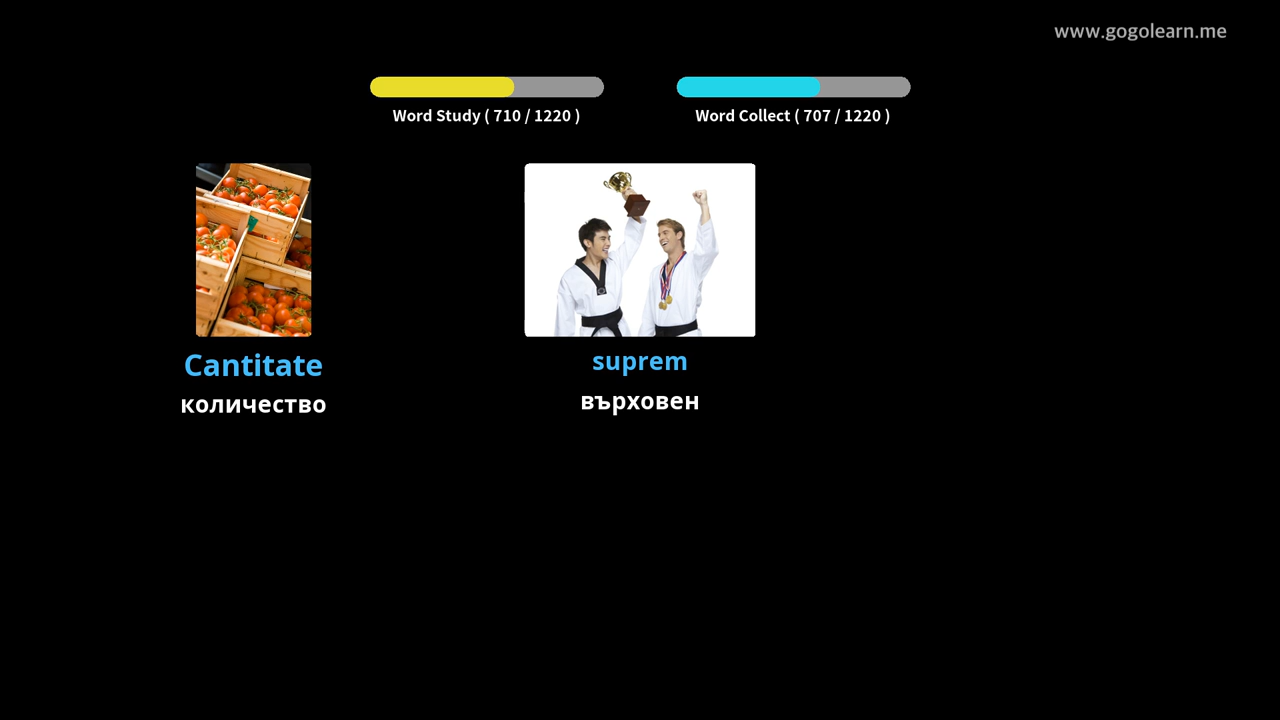 www.gogolearn.me
Word Study ( 710 / 1220 )
Word Collect ( 707 / 1220 )
Cantitate
количество
suprem
върховен